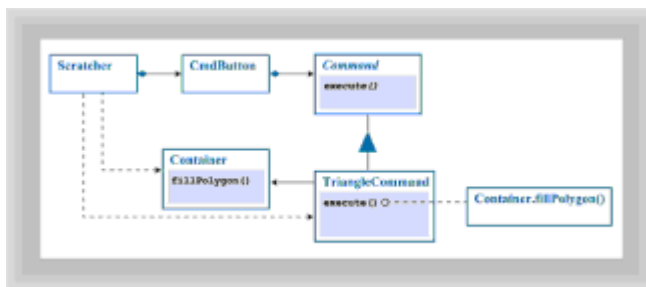 Scratcher
CmdButton
Command
execute()
Container
fillPolygon()
TriangleCommand
execute()
Container.fillPolygon()